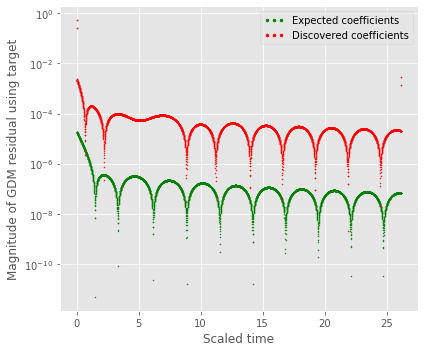 Expected coefficients
Discovered coefficients
Magnitude of GDM residual using target
10⁰
10⁻²
10⁻⁴
10⁻⁶
10⁻⁸
10⁻¹⁰
0 5 10 15 20 25
Scaled time